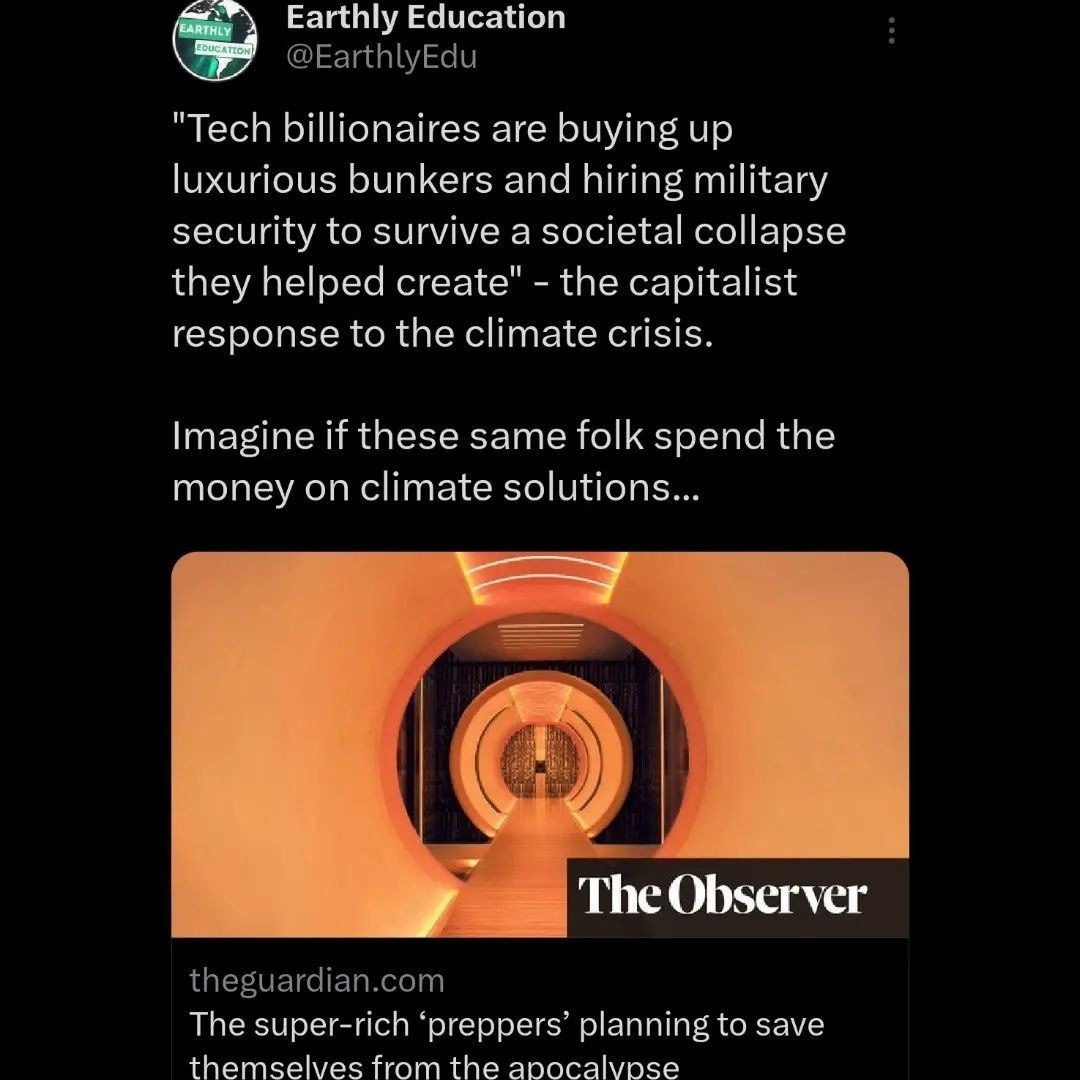 EARTHLY
EDUCATION
Earthly Education
@EarthlyEdu
"Tech billionaires are buying up
luxurious bunkers and hiring military
security to survive a societal collapse
they helped create" - the capitalist
response to the climate crisis.
Imagine if these same folk spend the
money on climate solutions...
The Observer
theguardian.com
The super-rich ‘preppers’ planning to save
themselves from the apocalypse